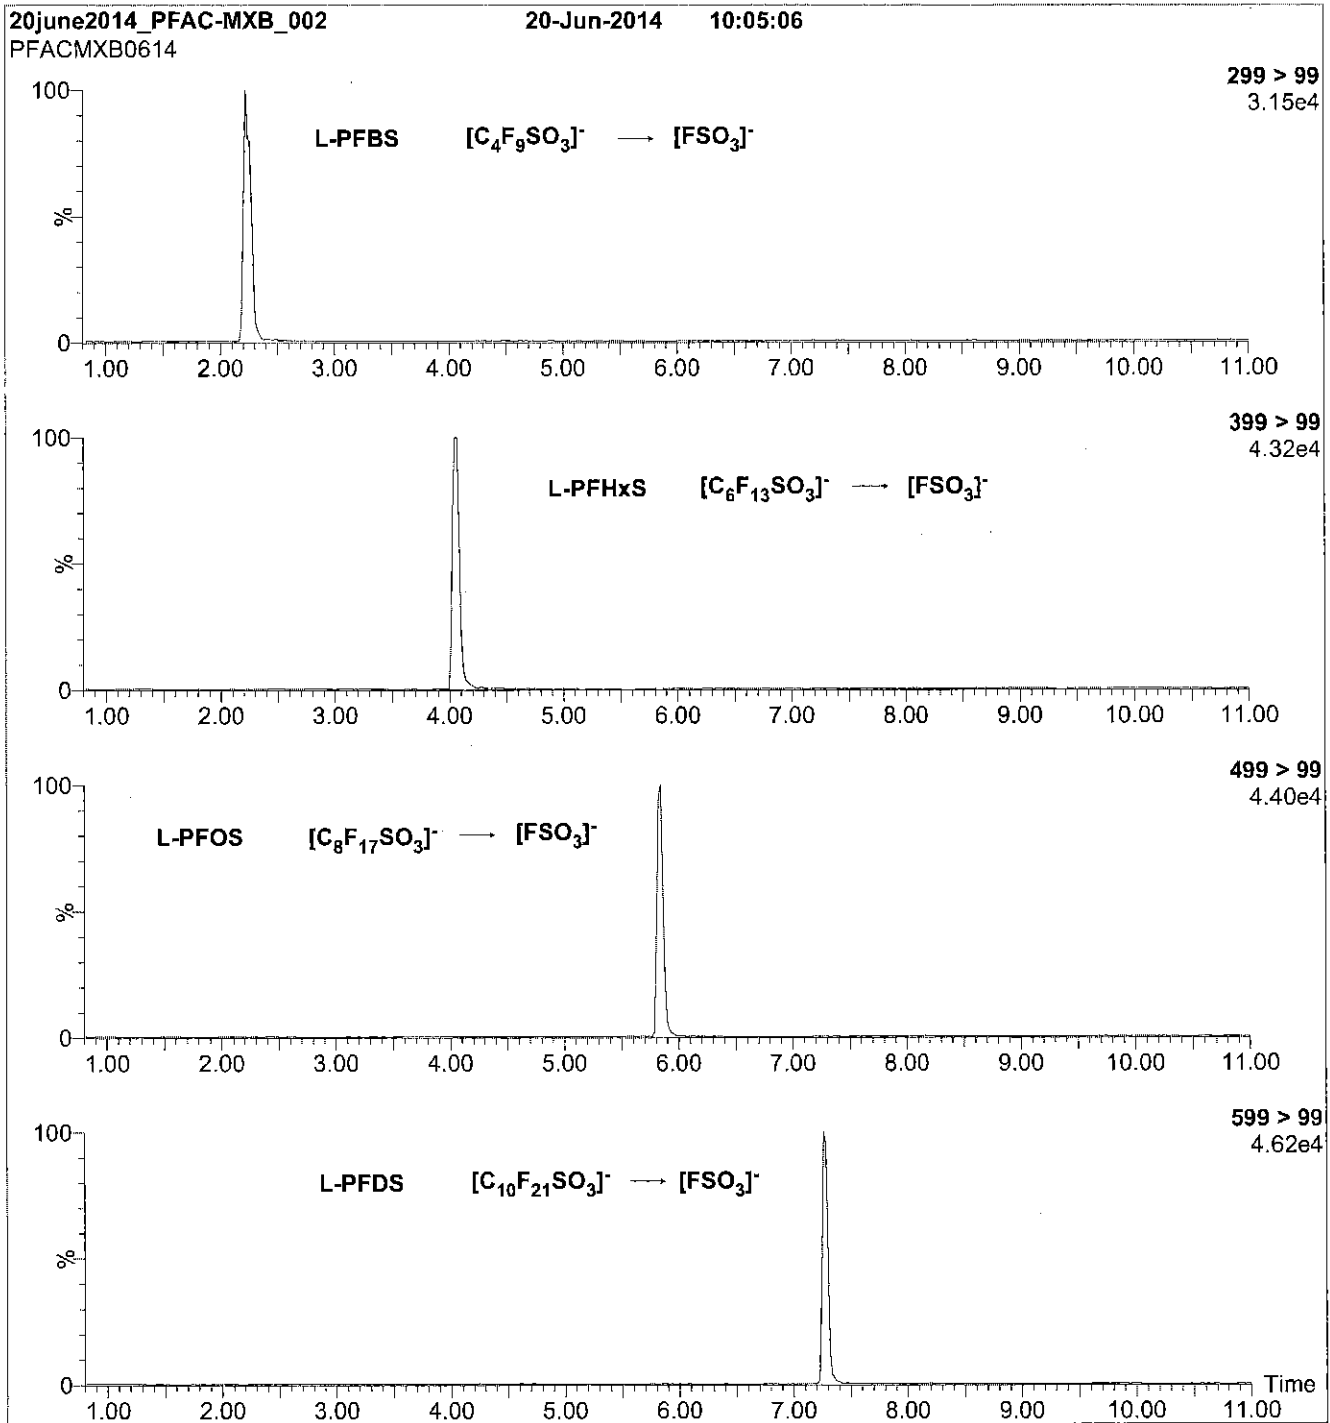 20june2014_PFAC-MXB_002 20-Jun-2014 10:05:06
PFACMXB0614
299 > 99
3.15e4
100
L-PFBS [C4F9SO3]- → [FSO3]-
%
0
1.00 2.00 3.00 4.00 5.00 6.00 7.00 8.00 9.00 10.00 11.00
399 > 99
4.32e4
100
L-PFHxS [C6F13SO3]- → [FSO3]-
%
0
1.00 2.00 3.00 4.00 5.00 6.00 7.00 8.00 9.00 10.00 11.00
499 > 99
4.40e4
100
L-PFOS [C8F17SO3]- → [FSO3]-
%
0
1.00 2.00 3.00 4.00 5.00 6.00 7.00 8.00 9.00 10.00 11.00
599 > 99
4.62e4
100
L-PFDS [C10F21SO3]- → [FSO3]-
%
0
Time
1.00 2.00 3.00 4.00 5.00 6.00 7.00 8.00 9.00 10.00 11.00